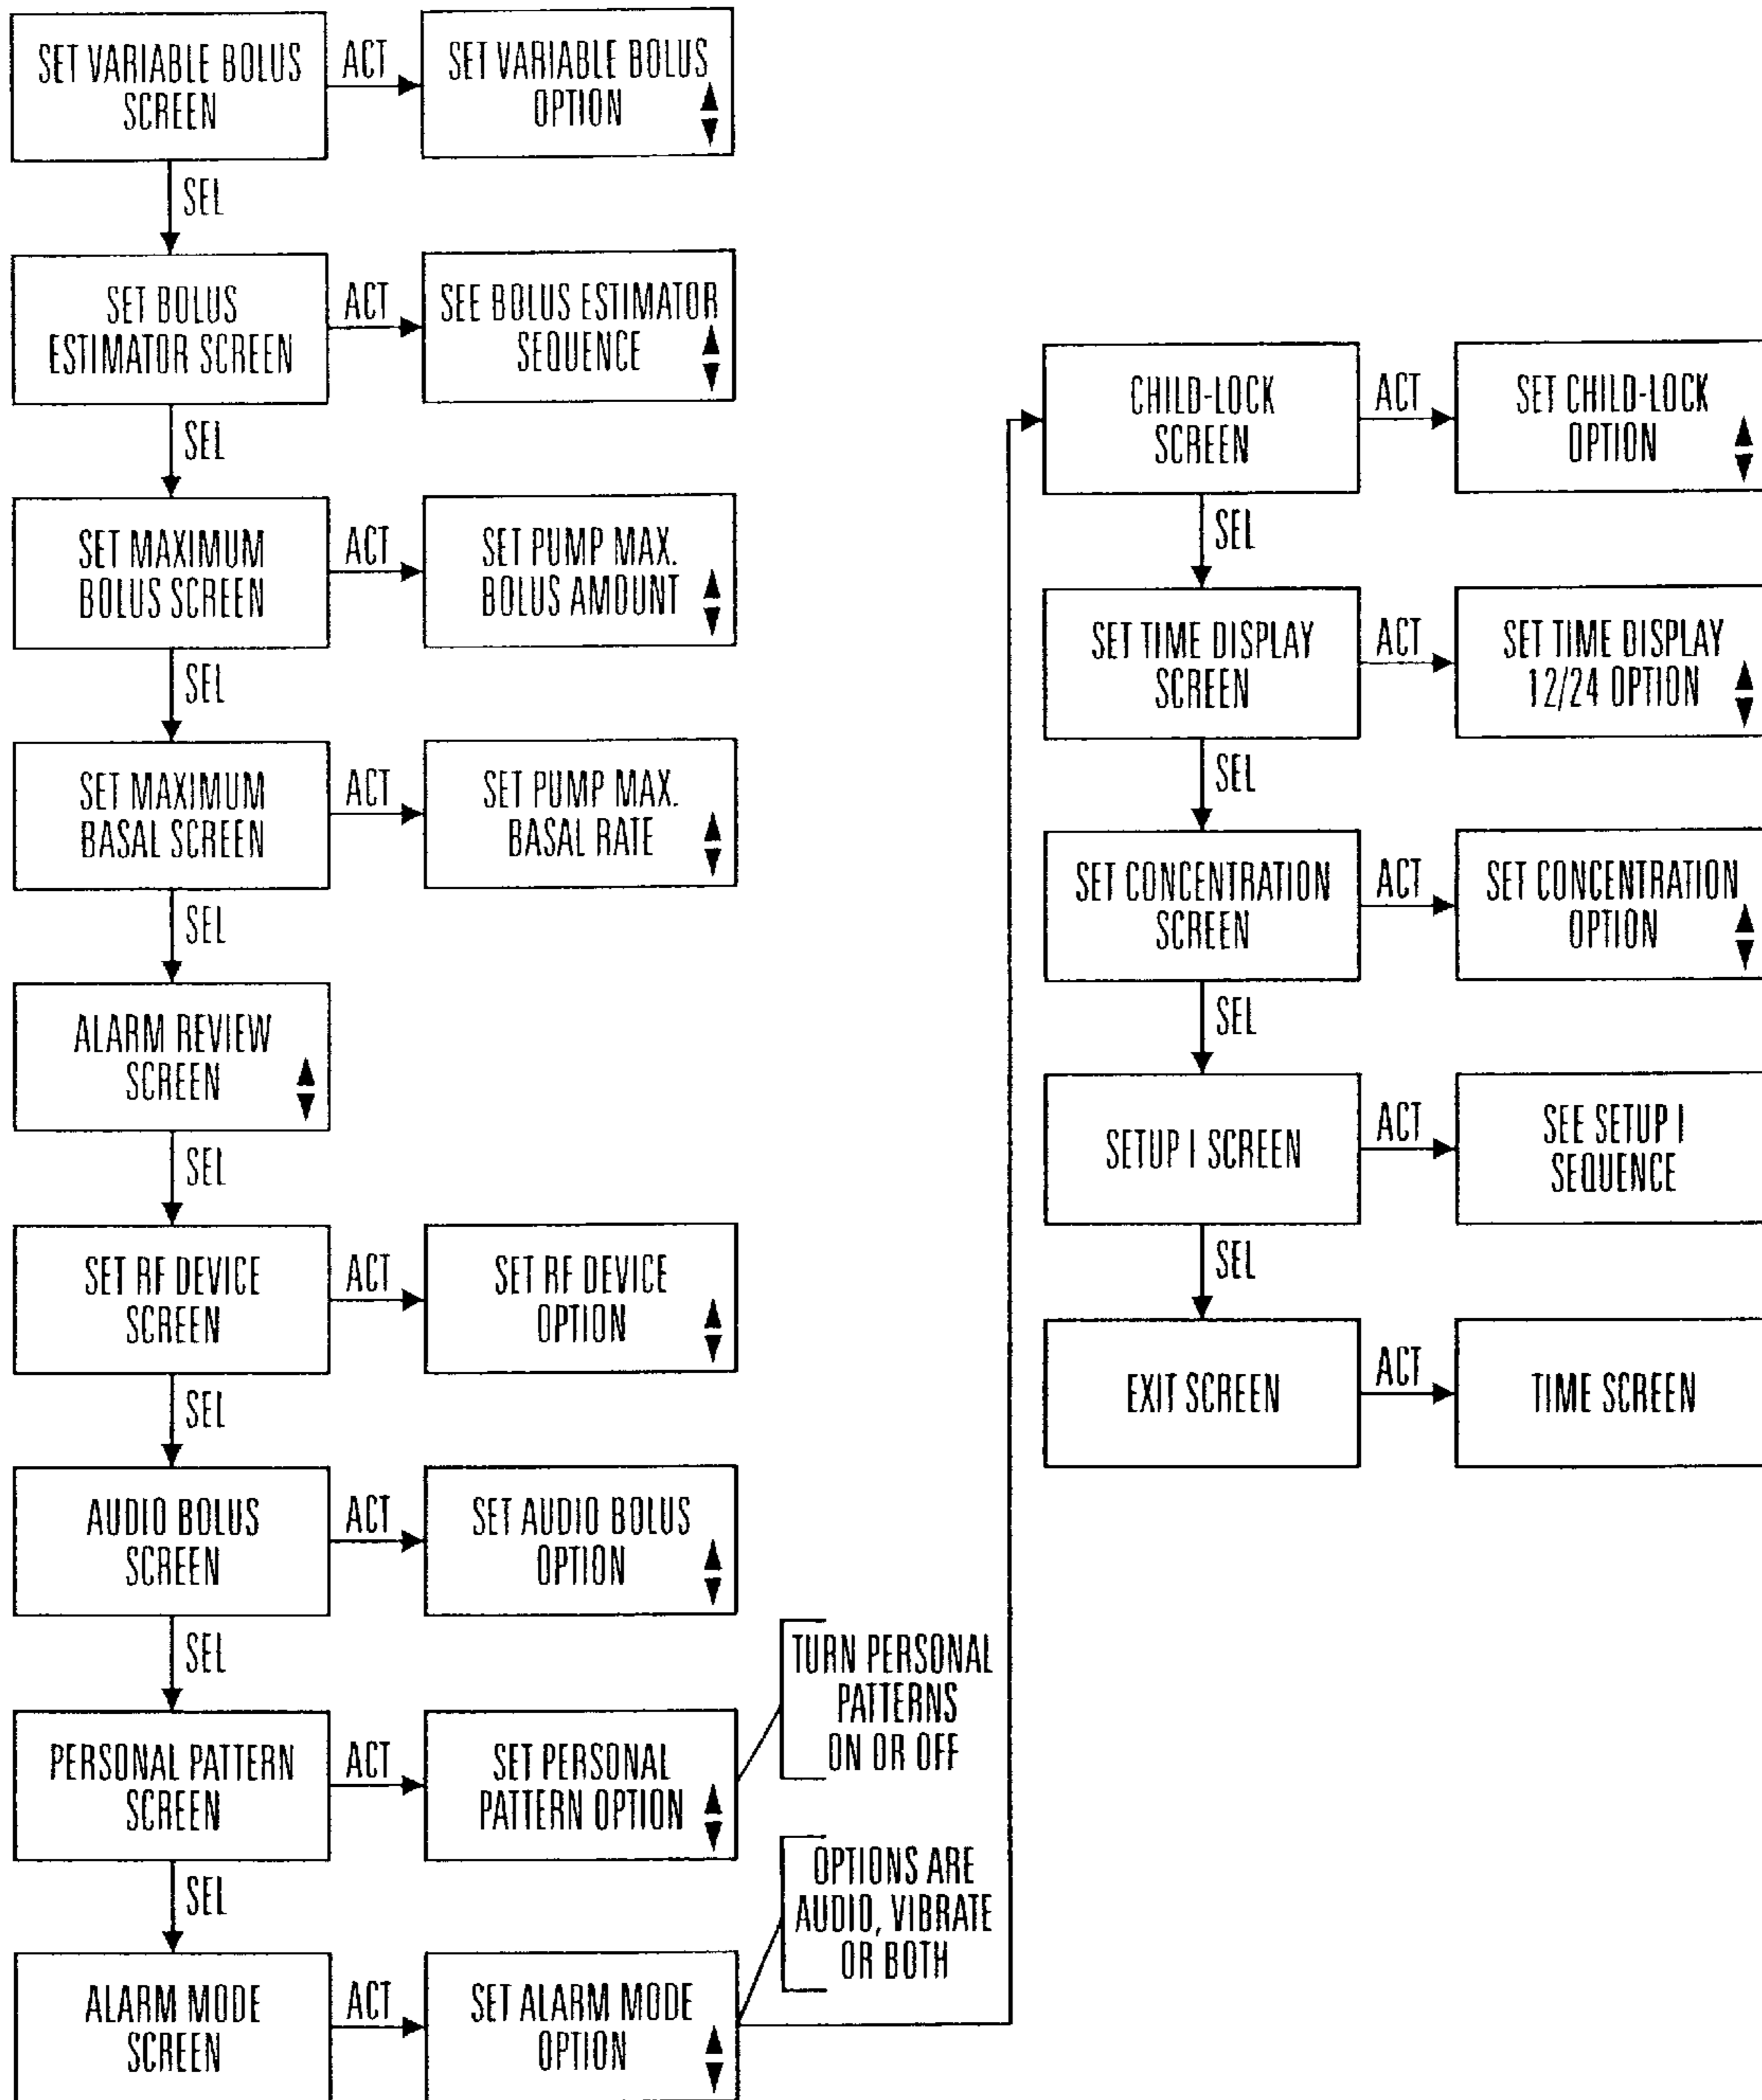 SET VARIABLE BOLUS
SCREEN
ACT
SET VARIABLE BOLUS
OPTION
SEL
SET BOLUS
ESTIMATOR SCREEN
ACT
SEE BOLUS ESTIMATOR
SEQUENCE
SEL
SET MAXIMUM
BOLUS SCREEN
ACT
SET PUMP MAX.
BOLUS AMOUNT
SEL
SET MAXIMUM
BASAL SCREEN
ACT
SET PUMP MAX.
BASAL RATE
SEL
ALARM REVIEW
SCREEN
SEL
SET RF DEVICE
SCREEN
ACT
SET RF DEVICE
OPTION
SEL
AUDIO BOLUS
SCREEN
ACT
SET AUDIO BOLUS
OPTION
SEL
PERSONAL PATTERN
SCREEN
ACT
SET PERSONAL
PATTERN OPTION
TURN PERSONAL
PATTERNS
ON OR OFF
SEL
ALARM MODE
SCREEN
ACT
SET ALARM MODE
OPTION
OPTIONS ARE
AUDIO, VIBRATE
OR BOTH
CHILD-LOCK
SCREEN
ACT
SET CHILD-LOCK
OPTION
SEL
SET TIME DISPLAY
SCREEN
ACT
SET TIME DISPLAY
12/24 OPTION
SEL
SET CONCENTRATION
SCREEN
ACT
SET CONCENTRATION
OPTION
SEL
SETUP I SCREEN
ACT
SEE SETUP I
SEQUENCE
SEL
EXIT SCREEN
ACT
TIME SCREEN